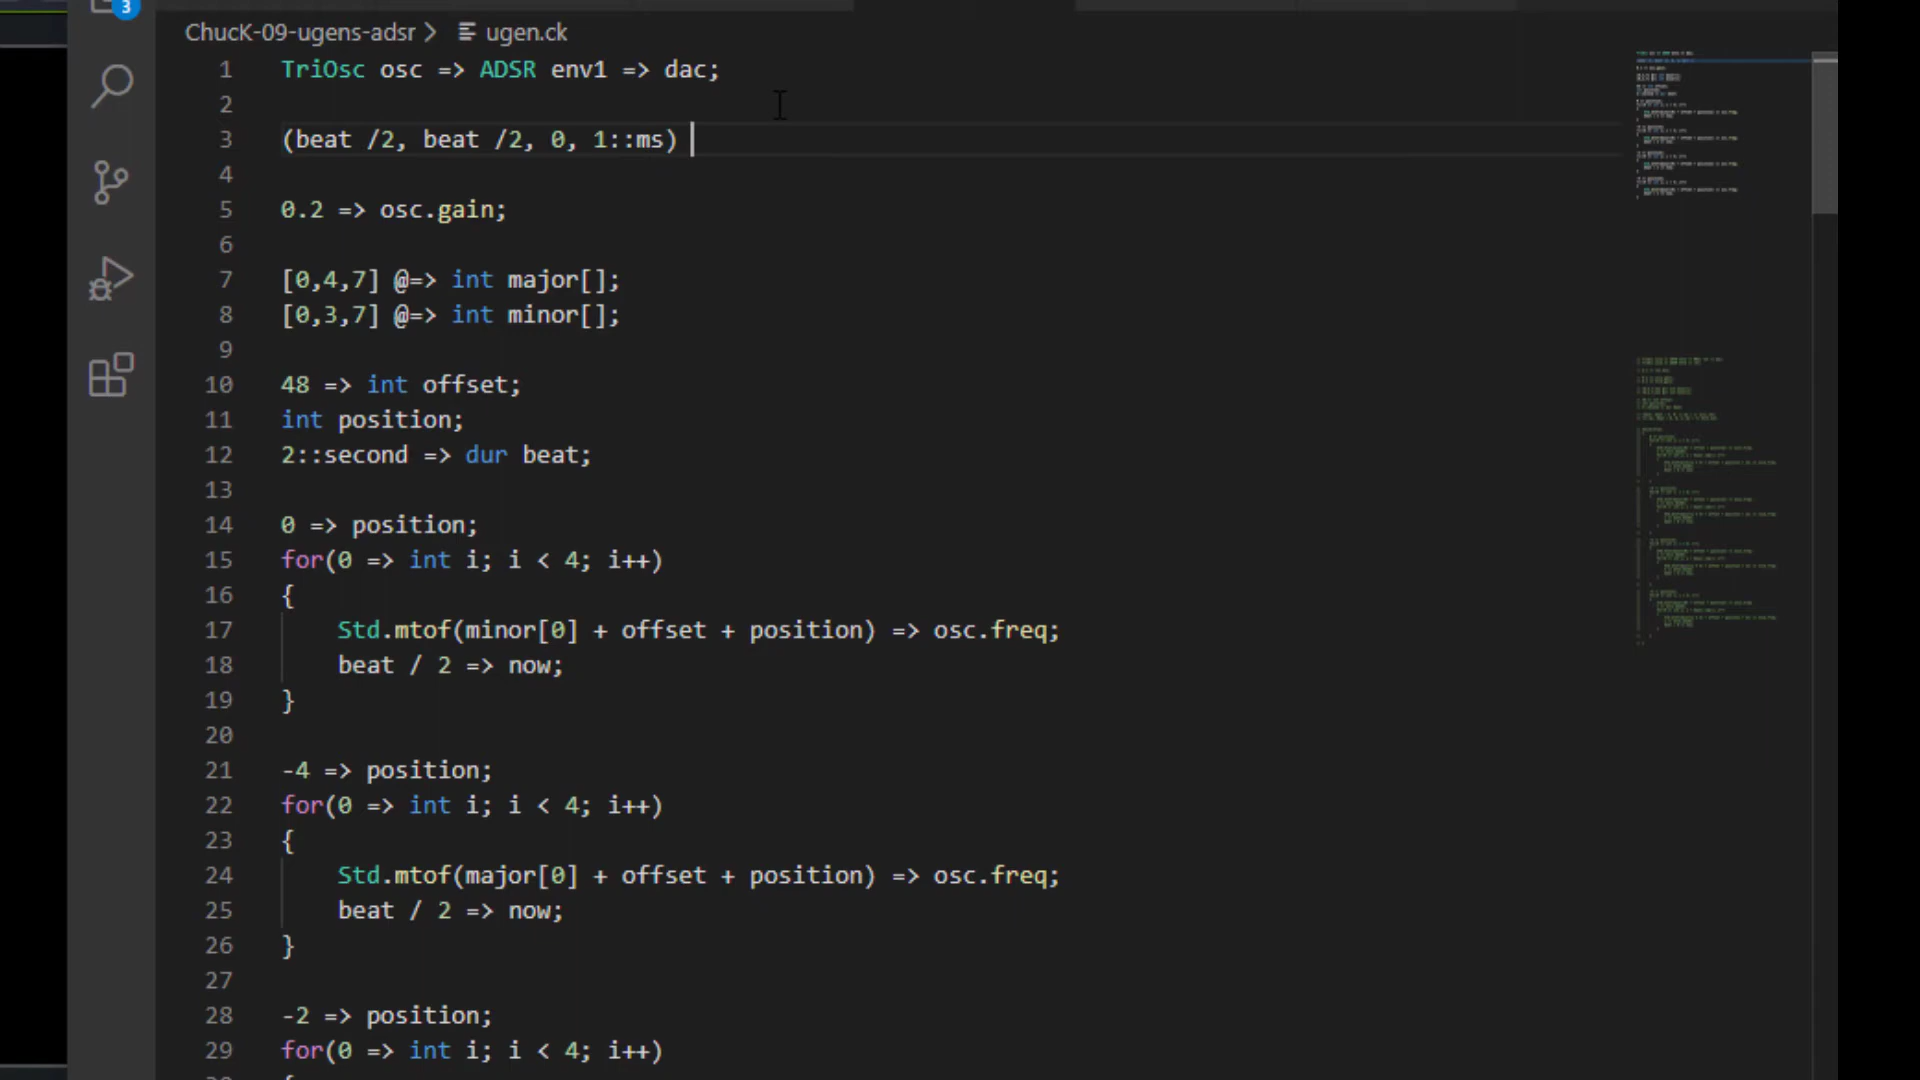 3
ChucK-09-ugens-adsr > ugen.ck
1 TriOsc osc => ADSR env1 => dac;
2
3 (beat /2, beat /2, 0, 1::ms)
4
5 0.2 => osc.gain;
6
7 [0,4,7] @=> int major[];
8 [0,3,7] @=> int minor[];
9
10 48 => int offset;
11 int position;
12 2::second => dur beat;
13
14 0 => position;
15 for(0 => int i; i < 4; i++)
16 {
17 Std.mtof(minor[0] + offset + position) => osc.freq;
18 beat / 2 => now;
19 }
20
21 -4 => position;
22 for(0 => int i; i < 4; i++)
23 {
24 Std.mtof(major[0] + offset + position) => osc.freq;
25 beat / 2 => now;
26 }
27
28 -2 => position;
29 for(0 => int i; i < 4; i++)